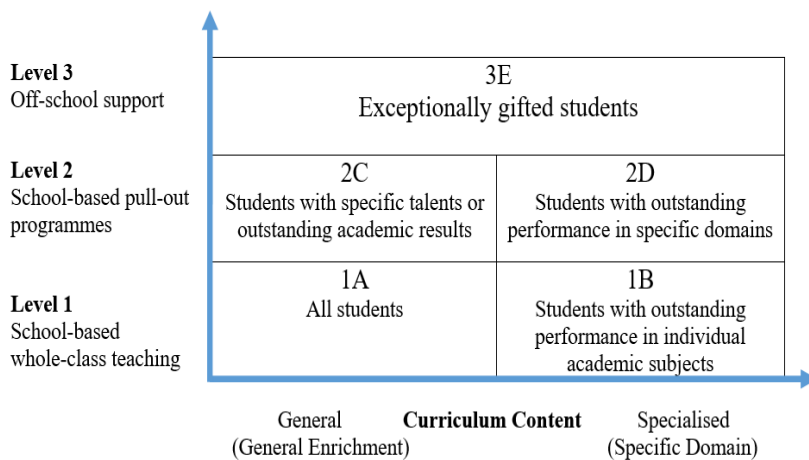 Level 3
Off-school support
3E
Exceptionally gifted students
Level 2
School-based pull-out
programmes
2C
Students with specific talents or
outstanding academic results
2D
Students with outstanding
performance in specific domains
Level 1
School-based
whole-class teaching
1A
All students
1B
Students with outstanding
performance in individual
academic subjects
General
(General Enrichment)
Curriculum Content
Specialised
(Specific Domain)